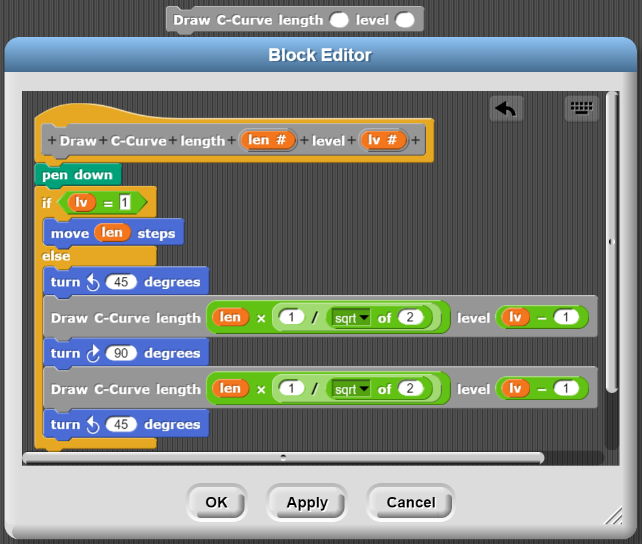 Draw C-Curve length level
Block Editor
+ Draw + C-Curve + length + len # + level + lv # +
pen down
if lv = 1
move len steps
else
turn 45 degrees
Draw C-Curve length len × 1 / sqrt of 2 level lv - 1
turn 90 degrees
Draw C-Curve length len × 1 / sqrt of 2 level lv - 1
turn 45 degrees
OK Apply Cancel